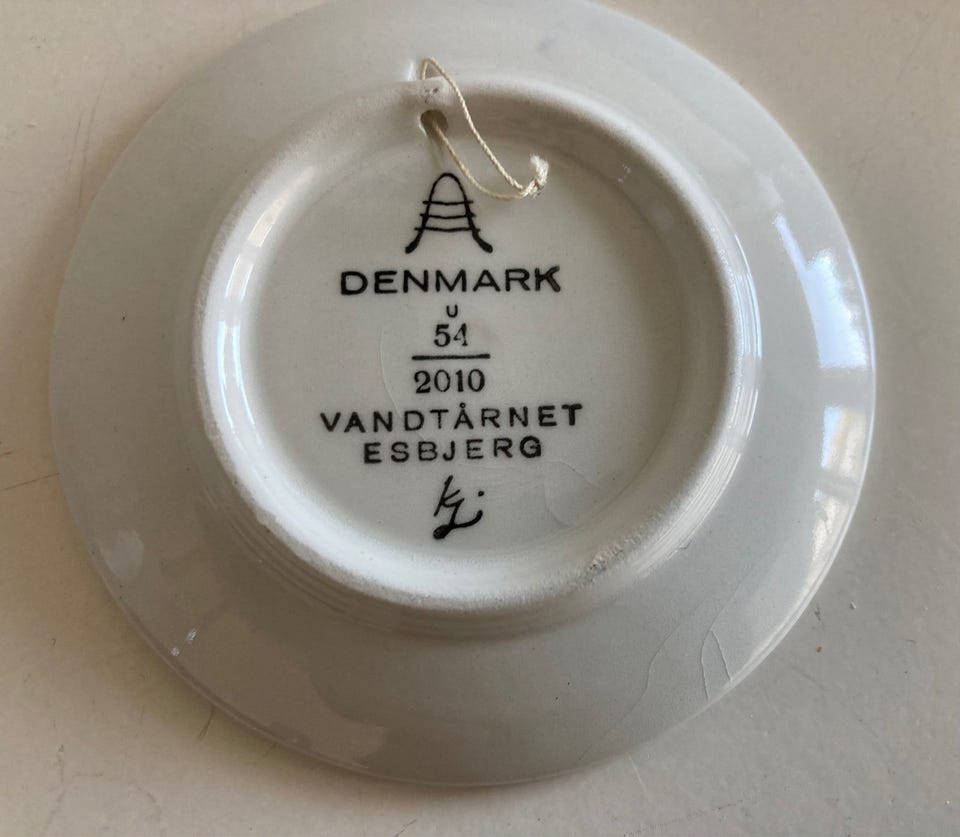 DENMARK
U
54
2010
VANDTÅRNET
ESBJERG